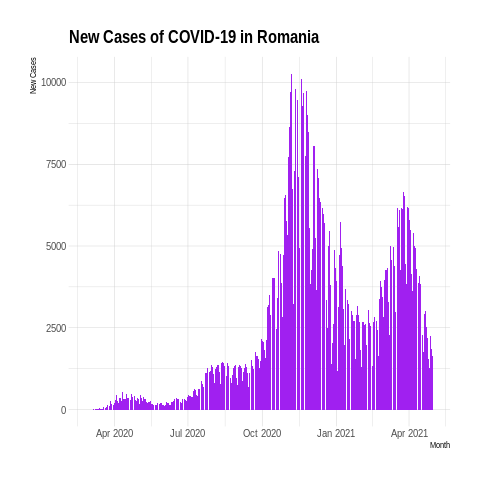 New Cases of COVID-19 in Romania
New Cases
10000
7500
5000
2500
0
Apr 2020 Jul 2020 Oct 2020 Jan 2021 Apr 2021
Month